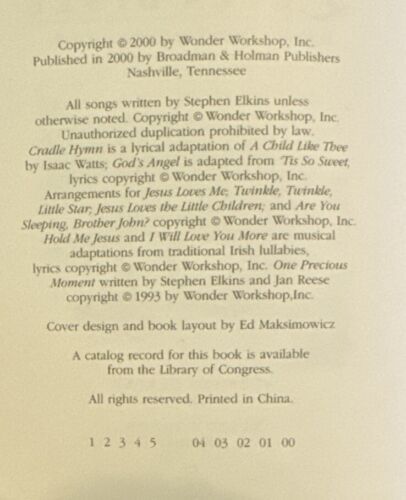 Copyright © 2000 by Wonder Workshop, Inc.
Published in 2000 by Broadman & Holman Publishers
Nashville, Tennessee
All songs written by Stephen Elkins unless
otherwise noted. Copyright © Wonder Workshop, Inc.
Unauthorized duplication prohibited by law.
Cradle Hymn is a lyrical adaptation of A Child Like Thee
by Isaac Watts; God's Angel is adapted from 'Tis So Sweet,
lyrics copyright © Wonder Workshop, Inc.
Arrangements for Jesus Loves Me; Twinkle, Twinkle,
Little Star; Jesus Loves the Little Children; and Are You
Sleeping, Brother John? copyright © Wonder Workshop, Inc.
Hold Me Jesus and I Will Love You More are musical
adaptations from traditional Irish lullabies,
lyrics copyright © Wonder Workshop, Inc. One Precious
Moment written by Stephen Elkins and Jan Reese
copyright © 1993 by Wonder Workshop,Inc.
Cover design and book layout by Ed Maksimowicz
A catalog record for this book is available
from the Library of Congress.
All rights reserved. Printed in China.
1 2 3 4 5 04 03 02 01 00